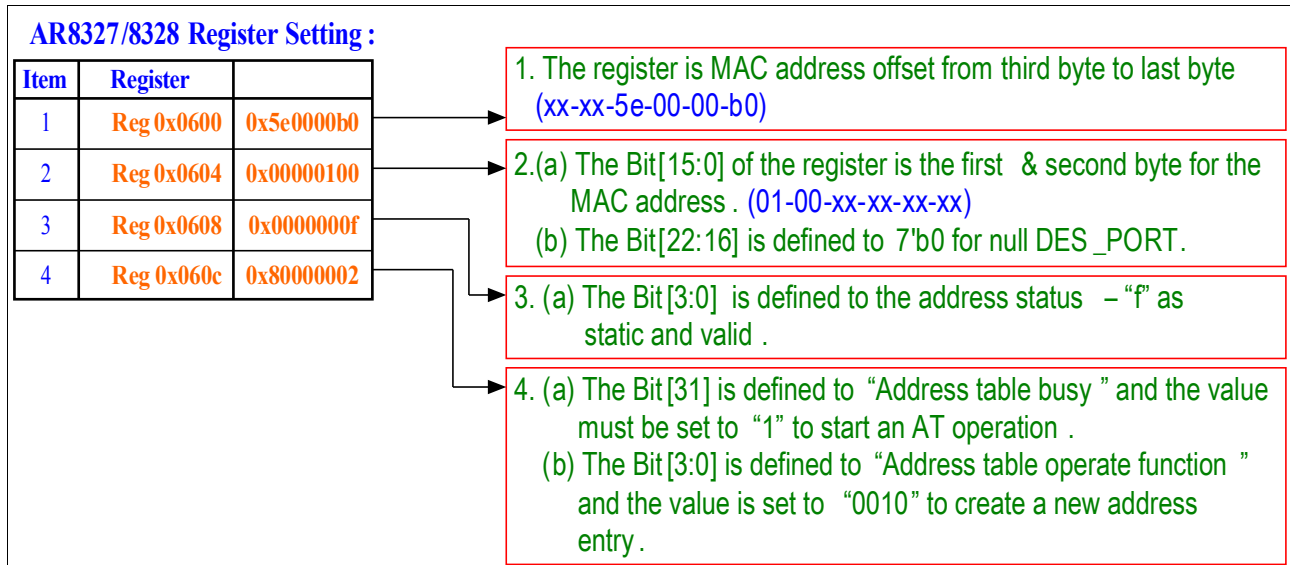 AR8327/8328 Register Setting :
Item Register
1 Reg 0x0600 0x5e0000b0
2 Reg 0x0604 0x00000100
3 Reg 0x0608 0x0000000f
4 Reg 0x060c 0x80000002
1. The register is MAC address offset from third byte to last byte
(xx-xx-5e-00-00-b0)
2.(a) The Bit[15:0] of the register is the first & second byte for the
MAC address . (01-00-xx-xx-xx-xx)
(b) The Bit[22:16] is defined to 7'b0 for null DES _PORT.
3. (a) The Bit[3:0] is defined to the address status – “f” as
static and valid .
4. (a) The Bit[31] is defined to “Address table busy ” and the value
must be set to “1” to start an AT operation .
(b) The Bit[3:0] is defined to “Address table operate function ”
and the value is set to “0010” to create a new address
entry .